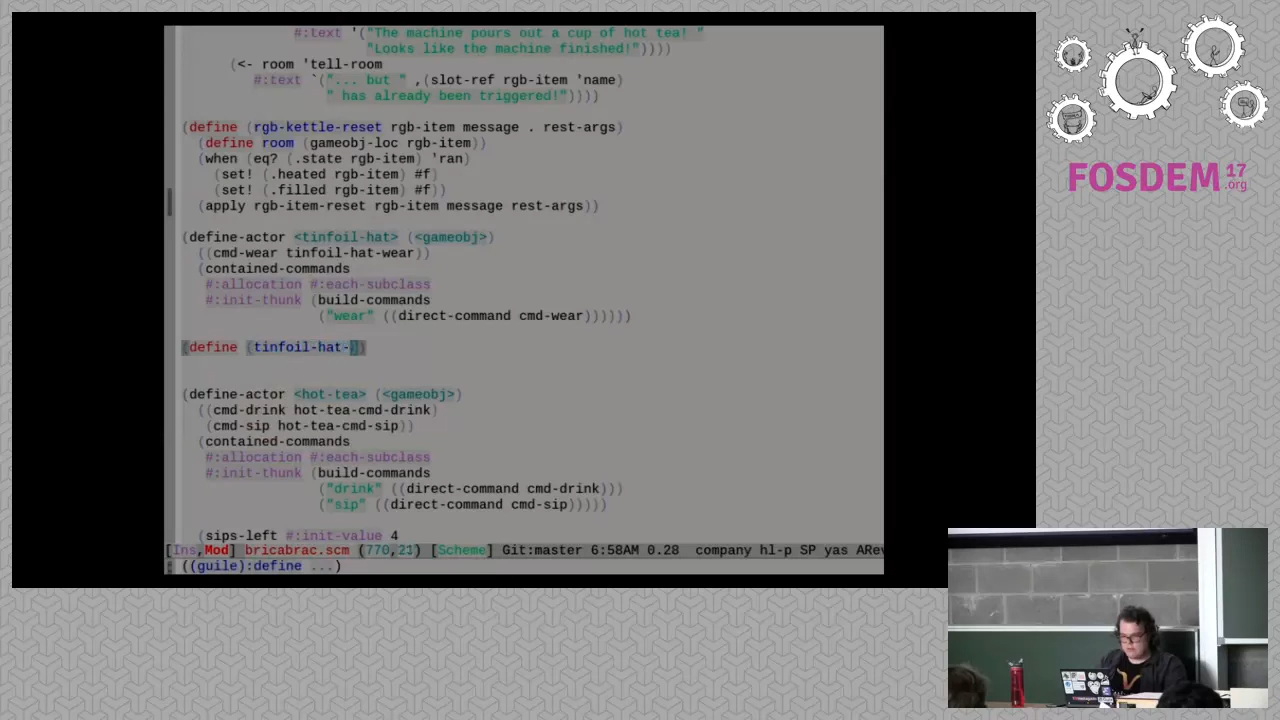 #:text '("The machine pours out a cup of hot tea! "
"Looks like the machine finished!"))))
(<- room 'tell-room
#:text `("... but " ,(slot-ref rgb-item 'name)
" has already been triggered!"))))
(define (rgb-kettle-reset rgb-item message . rest-args)
(define room (gameobj-loc rgb-item))
(when (eq? (.state rgb-item) 'ran)
(set! (.heated rgb-item) #f)
(set! (.filled rgb-item) #f))
(apply rgb-item-reset rgb-item message rest-args))
(define-actor <tinfoil-hat> (<gameobj>)
((cmd-wear tinfoil-hat-wear))
(contained-commands
#:allocation #:each-subclass
#:init-thunk (build-commands
("wear" ((direct-command cmd-wear))))))
(define (tinfoil-hat-))
(define-actor <hot-tea> (<gameobj>)
((cmd-drink hot-tea-cmd-drink)
(cmd-sip hot-tea-cmd-sip))
(contained-commands
#:allocation #:each-subclass
#:init-thunk (build-commands
("drink" ((direct-command cmd-drink)))
("sip" ((direct-command cmd-sip)))))
(sips-left #:init-value 4
[Ins,Mod] bricabrac.scm (770,21) [Scheme] Git:master 6:58AM 0.28 company hl-p SP yas ARev
((guile):define ...)
FOSDEM 17
.org